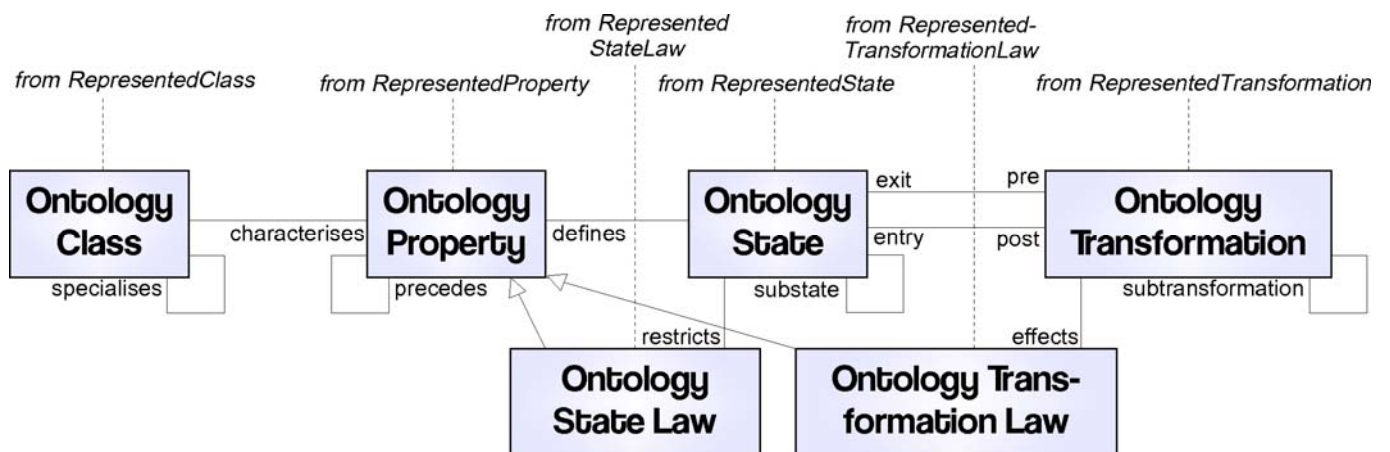 from Represented
StateLaw
from Represented-
TransformationLaw
from RepresentedClass
from RepresentedProperty
from RepresentedState
from RepresentedTransformation
Ontology
Class
characterises
specialises
Ontology
Property
defines
precedes
Ontology
State
exit
pre
entry
post
substate
Ontology
Transformation
subtransformation
restricts
effects
Ontology
State Law
Ontology Trans-
formation Law